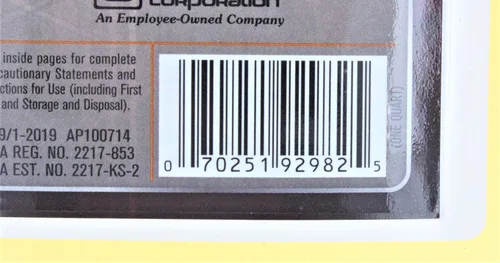 CORPORATION
An Employee-Owned Company
inside pages for complete
cautionary Statements and
ctions for Use (including First
and Storage and Disposal).
9/1-2019 AP100714
A REG. NO. 2217-853
A EST. NO. 2217-KS-2
0 70251 92982 5
(ONE QUART)